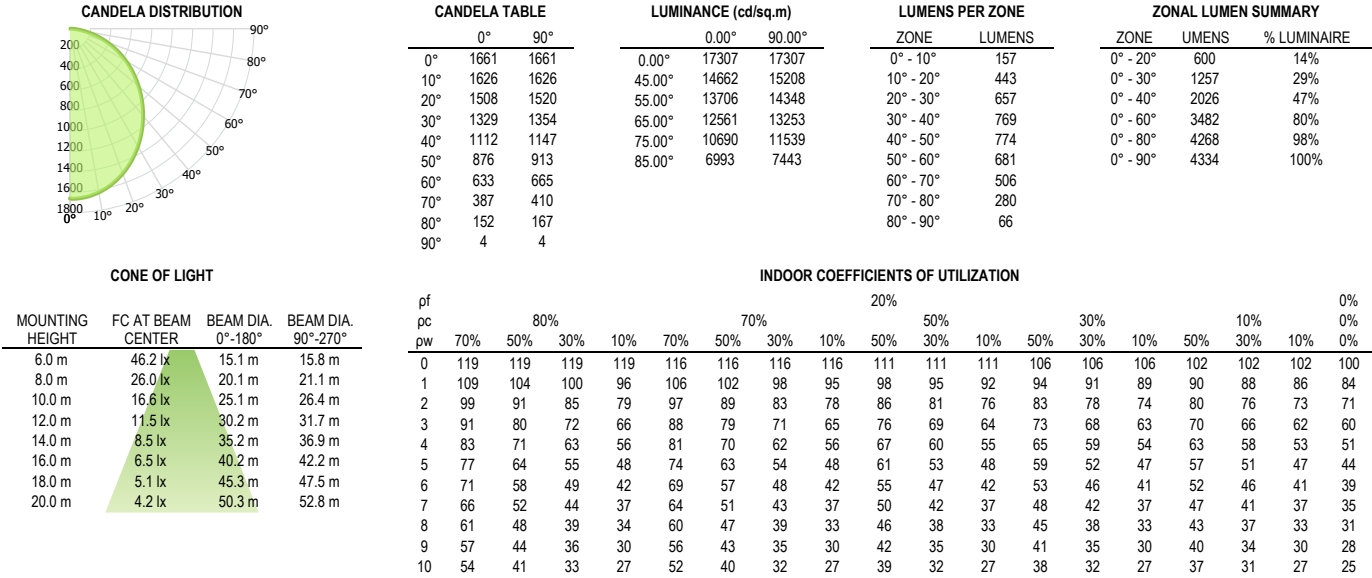 CANDELA DISTRIBUTION
200
400
600
800
1000
1200
1400
1600
1800
0°
10°
20°
30°
40°
50°
60°
70°
80°
90°
CANDELA TABLE
0° 90°
0° 1661 1661
10° 1626 1626
20° 1508 1520
30° 1329 1354
40° 1112 1147
50° 876 913
60° 633 665
70° 387 410
80° 152 167
90° 4 4
LUMINANCE (cd/sq.m)
0.00° 90.00°
0.00° 17307 17307
45.00° 14662 15208
55.00° 13706 14348
65.00° 12561 13253
75.00° 10690 11539
85.00° 6993 7443
LUMENS PER ZONE
ZONE LUMENS
0° - 10° 157
10° - 20° 443
20° - 30° 657
30° - 40° 769
40° - 50° 774
50° - 60° 681
60° - 70° 506
70° - 80° 280
80° - 90° 66
ZONAL LUMEN SUMMARY
ZONE UMENS % LUMINAIRE
0° - 20° 600 14%
0° - 30° 1257 29%
0° - 40° 2026 47%
0° - 60° 3482 80%
0° - 80° 4268 98%
0° - 90° 4334 100%
CONE OF LIGHT
MOUNTING FC AT BEAM BEAM DIA. BEAM DIA.
HEIGHT CENTER 0°-180° 90°-270°
6.0 m 46.2 lx 15.1 m 15.8 m
8.0 m 26.0 lx 20.1 m 21.1 m
10.0 m 16.6 lx 25.1 m 26.4 m
12.0 m 11.5 lx 30.2 m 31.7 m
14.0 m 8.5 lx 35.2 m 36.9 m
16.0 m 6.5 lx 40.2 m 42.2 m
18.0 m 5.1 lx 45.3 m 47.5 m
20.0 m 4.2 lx 50.3 m 52.8 m
INDOOR COEFFICIENTS OF UTILIZATION
ρf 20% 0%
ρc 80% 70% 50% 30% 10% 0%
ρw 70% 50% 30% 10% 70% 50% 30% 10% 50% 30% 10% 50% 30% 10% 50% 30% 10% 0%
0 119 119 119 119 116 116 116 116 111 111 111 106 106 106 102 102 102 100
1 109 104 100 96 106 102 98 95 98 95 92 94 91 89 90 88 86 84
2 99 91 85 79 97 89 83 78 86 81 76 83 78 74 80 76 73 71
3 91 80 72 66 88 79 71 65 76 69 64 73 68 63 70 66 62 60
4 83 71 63 56 81 70 62 56 67 60 55 65 59 54 63 58 53 51
5 77 64 55 48 74 63 54 48 61 53 48 59 52 47 57 51 47 44
6 71 58 49 42 69 57 48 42 55 47 42 53 46 41 52 46 41 39
7 66 52 44 37 64 51 43 37 50 42 37 48 42 37 47 41 37 35
8 61 48 39 34 60 47 39 33 46 38 33 45 38 33 43 37 33 31
9 57 44 36 30 56 43 35 30 42 35 30 41 35 30 40 34 30 28
10 54 41 33 27 52 40 32 27 39 32 27 38 32 27 37 31 27 25